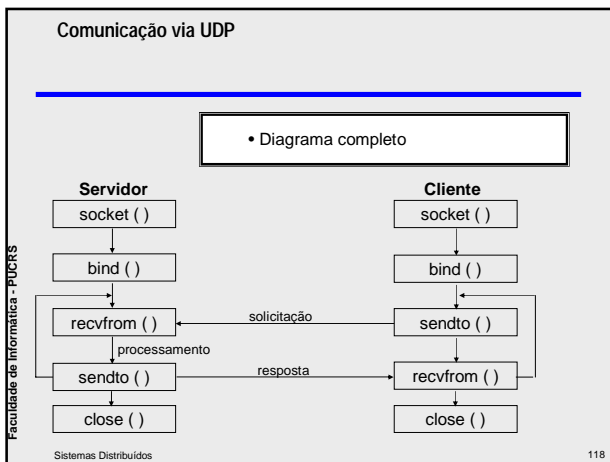 Comunicação via UDP
• Diagrama completo
Servidor
Cliente
socket ( )
socket ( )
bind ( )
bind ( )
recvfrom ( )
solicitação
sendto ( )
processamento
sendto ( )
resposta
recvfrom ( )
close ( )
close ( )
Faculdade de Informática - PUCRS
Sistemas Distribuídos
118